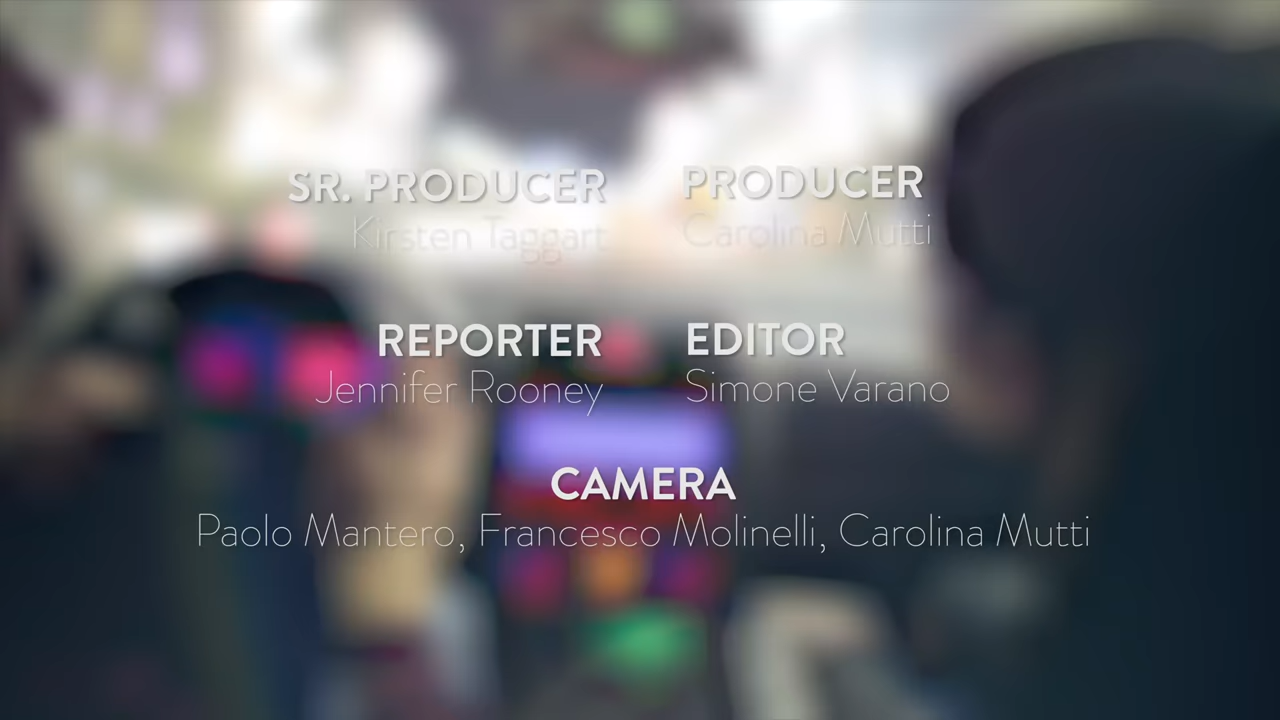 SR. PRODUCER
Kirsten Taggart
PRODUCER
Carolina Mutti
REPORTER
Jennifer Rooney
EDITOR
Simone Varano
CAMERA
Paolo Mantero, Francesco Molinelli, Carolina Mutti